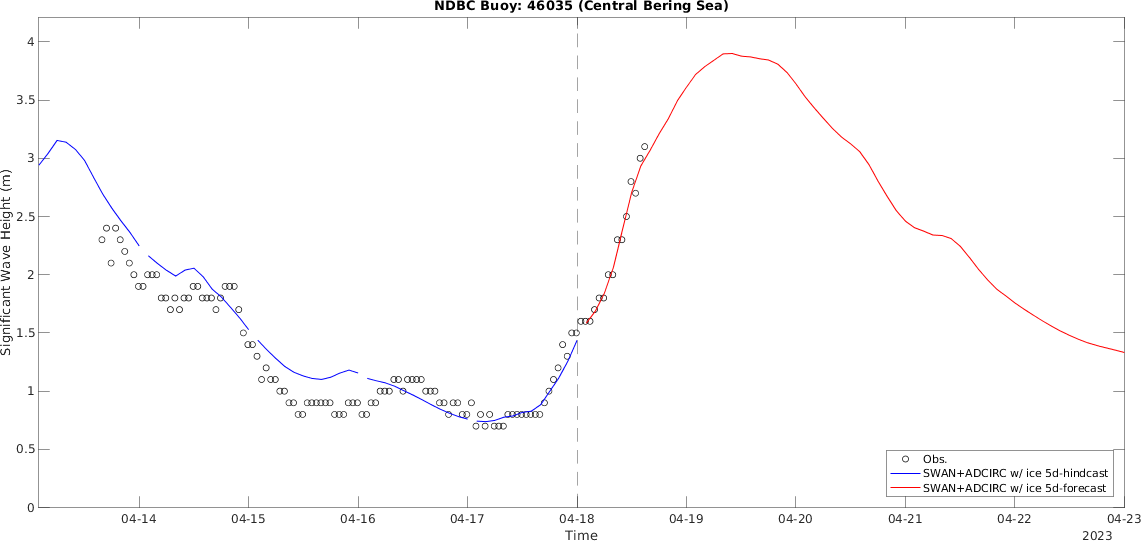 NDBC Buoy: 46035 (Central Bering Sea)
Significant Wave Height (m)
4
3.5
3
2.5
2
1.5
1
0.5
0
Obs.
SWAN+ADCIRC w/ ice 5d-hindcast
SWAN+ADCIRC w/ ice 5d-forecast
04-14 04-15 04-16 04-17 04-18 04-19 04-20 04-21 04-22 04-23
Time
2023